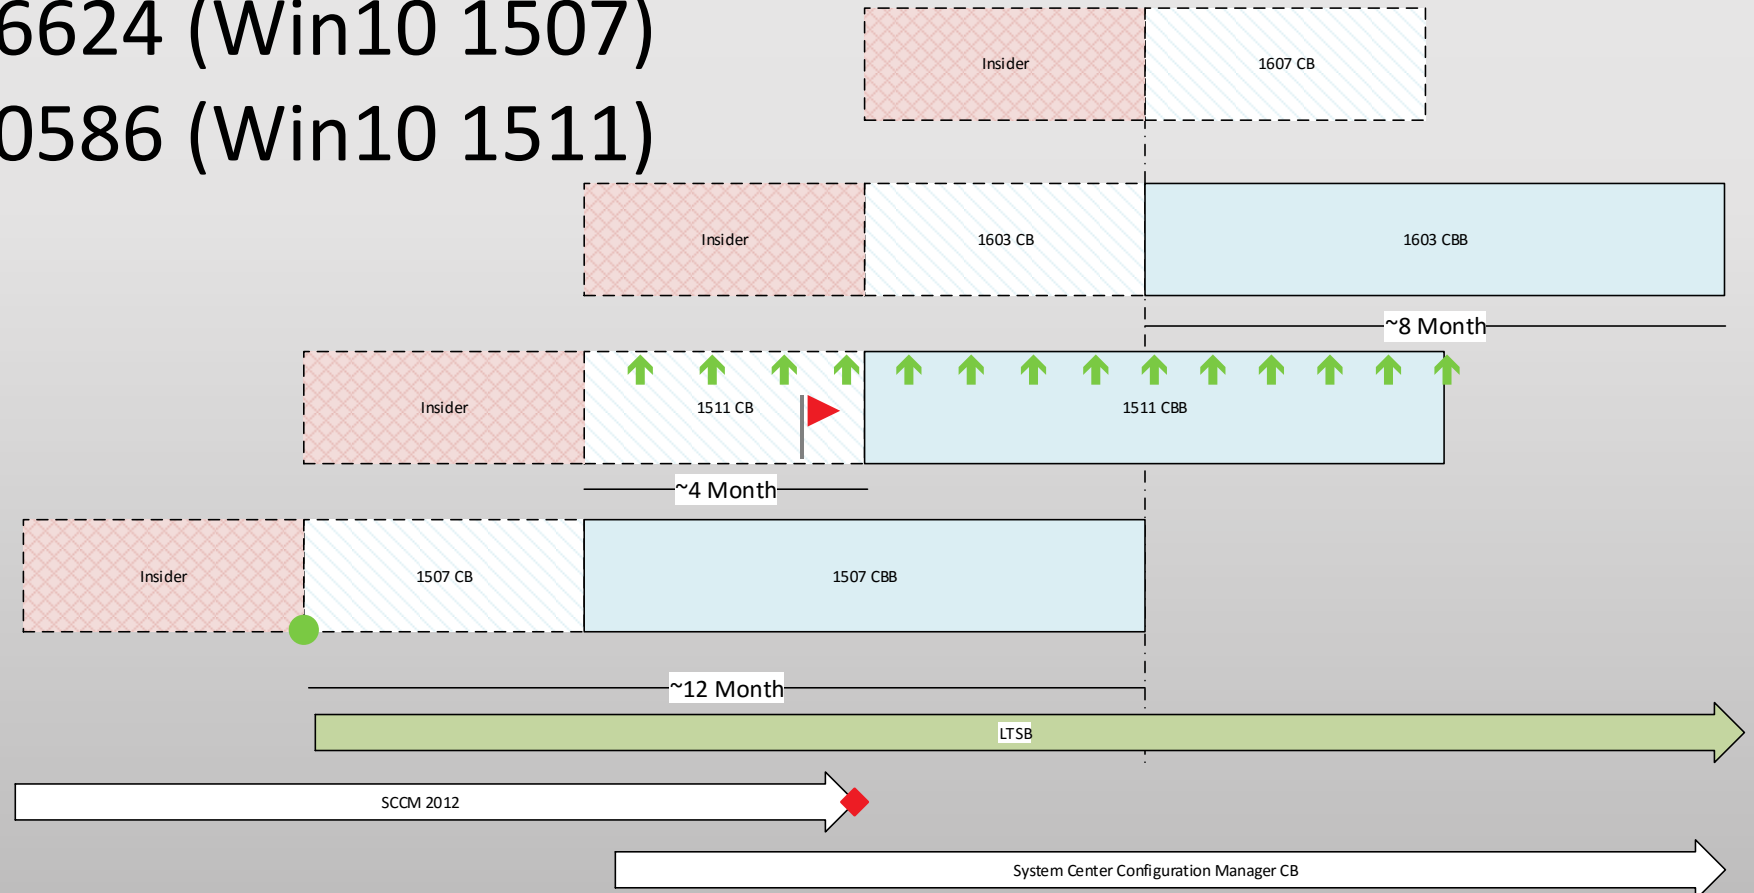 6624 (Win10 1507)
0586 (Win10 1511)
Insider
1607 CB
Insider
1603 CB
1603 CBB
~8 Month
Insider
1511 CB
1511 CBB
~4 Month
Insider
1507 CB
1507 CBB
~12 Month
LTSB
SCCM 2012
System Center Configuration Manager CB